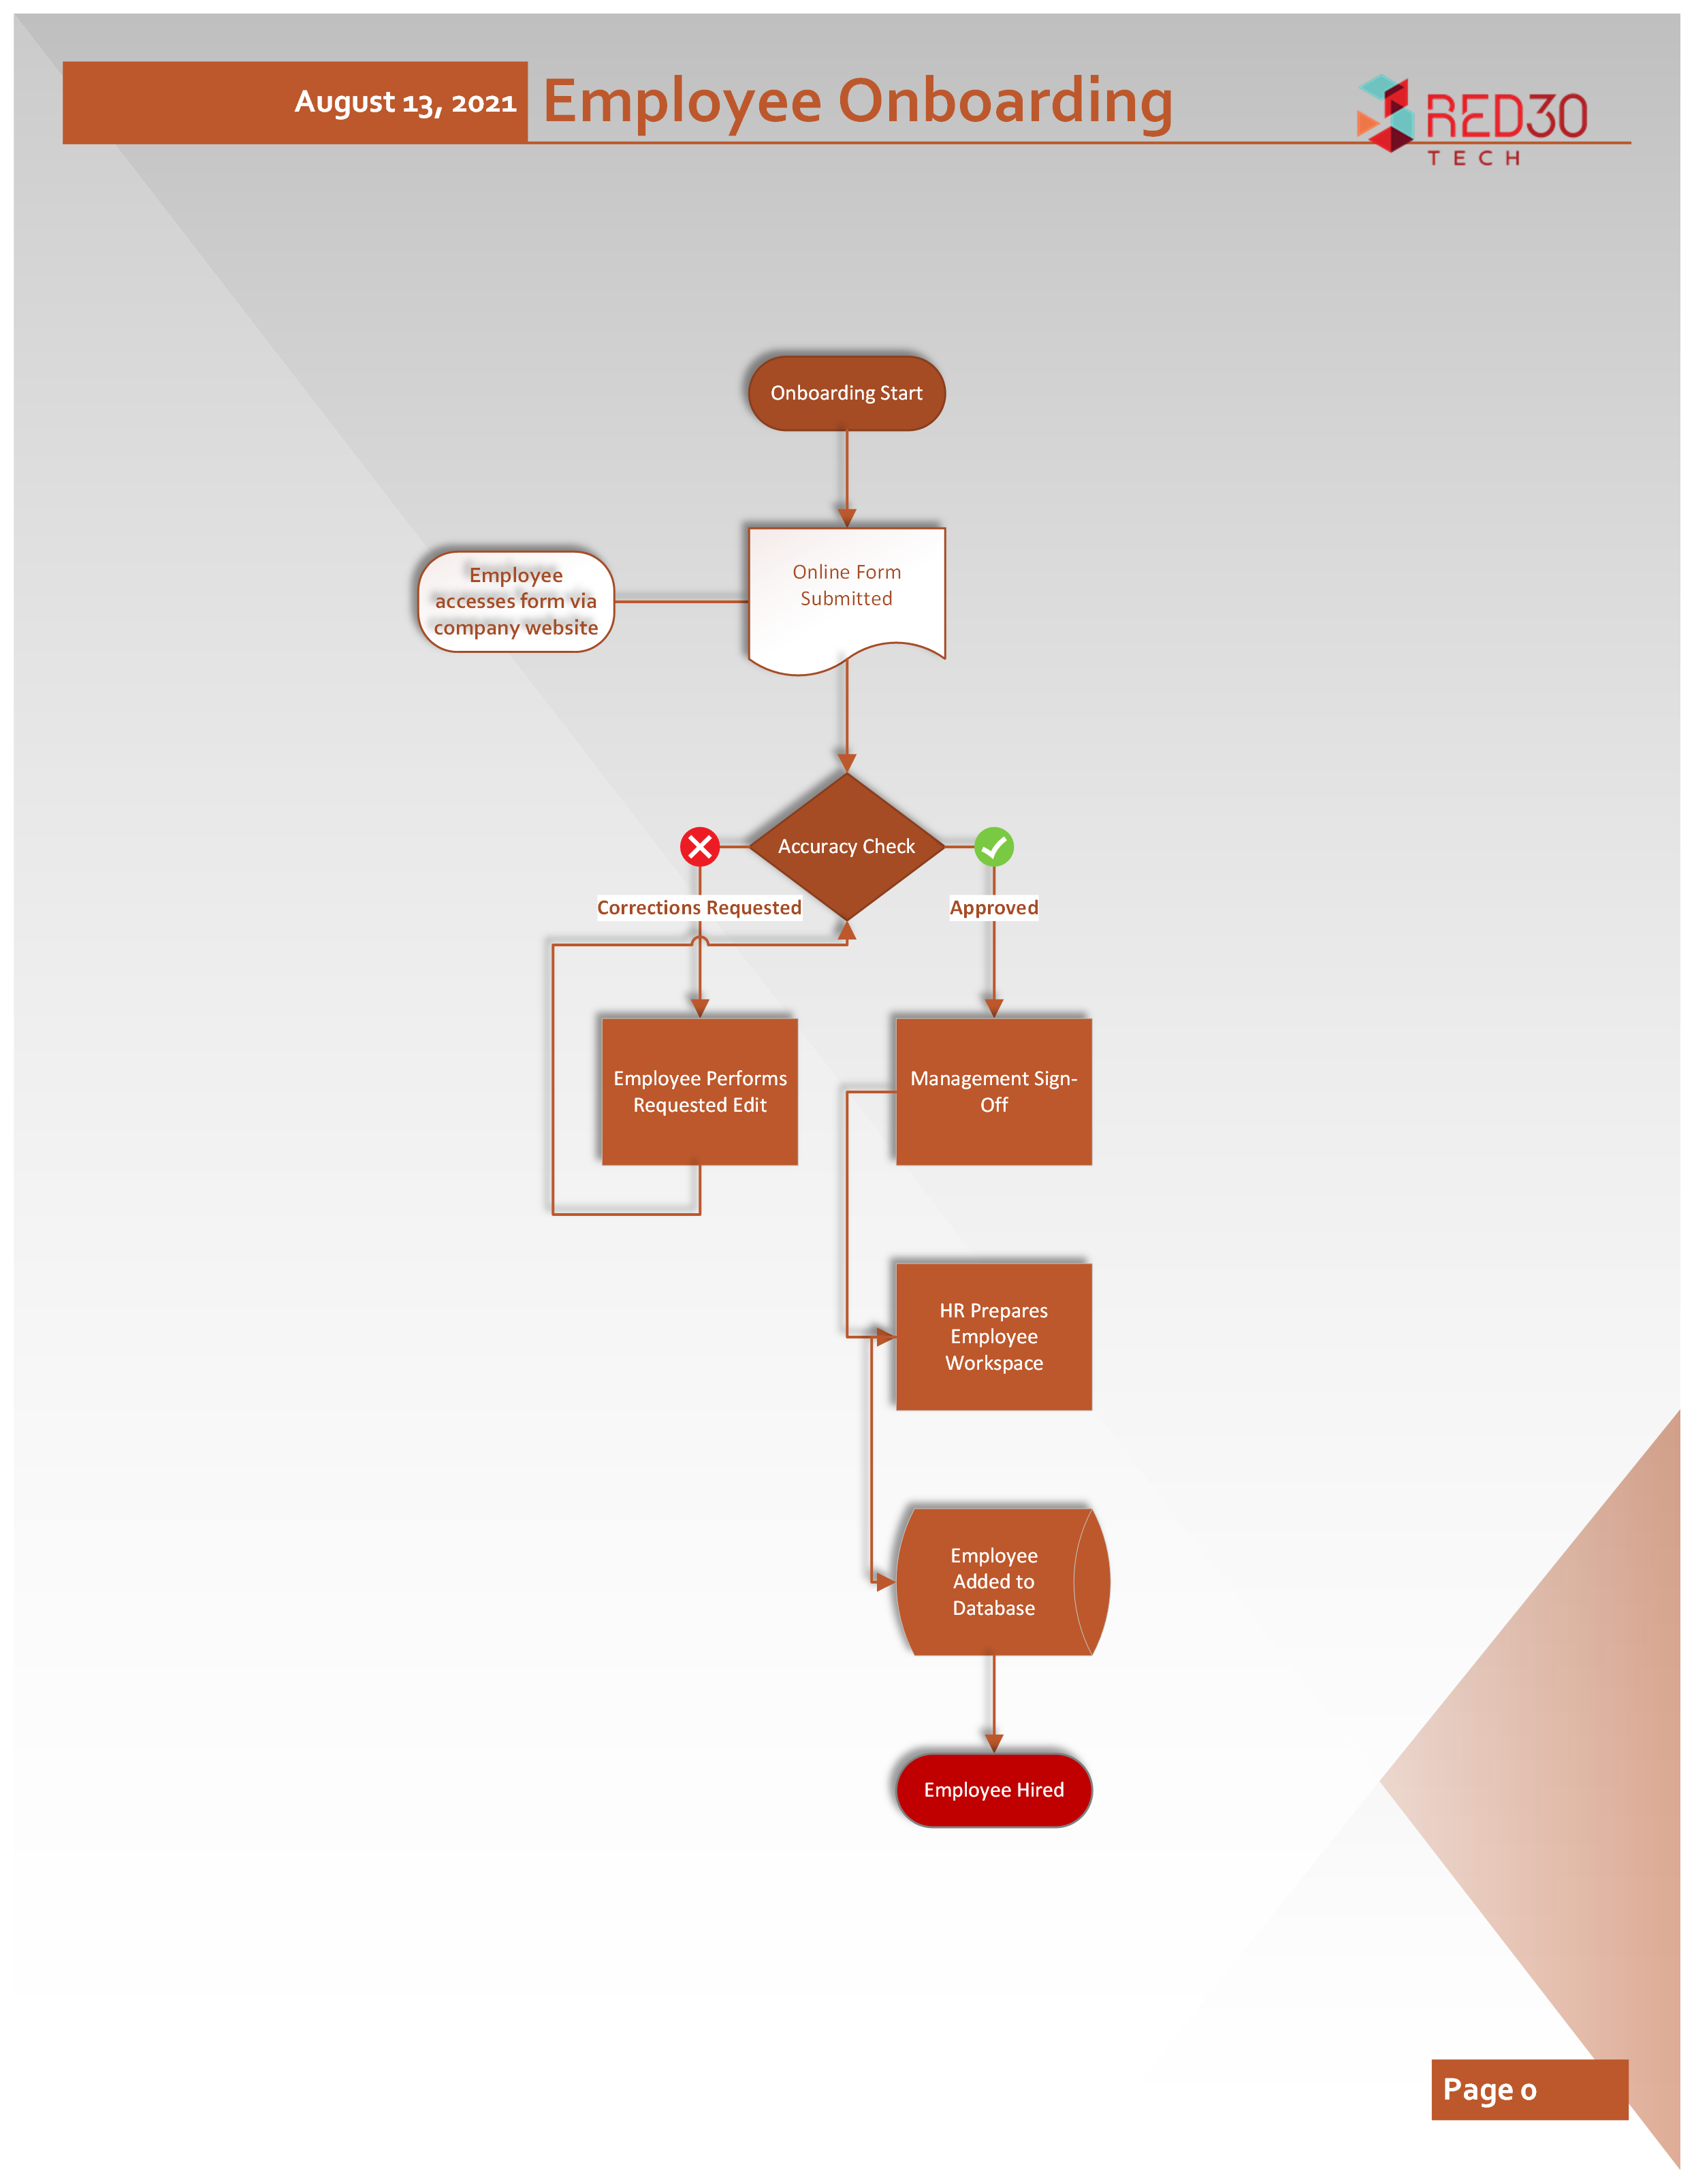 August 13, 2021
Employee Onboarding
RED30
TECH
Onboarding Start
Online Form
Submitted
Employee
accesses form via
company website
Accuracy Check
Corrections Requested
Approved
Employee Performs
Requested Edit
Management Sign-
Off
HR Prepares
Employee
Workspace
Employee
Added to
Database
Employee Hired
Page 0